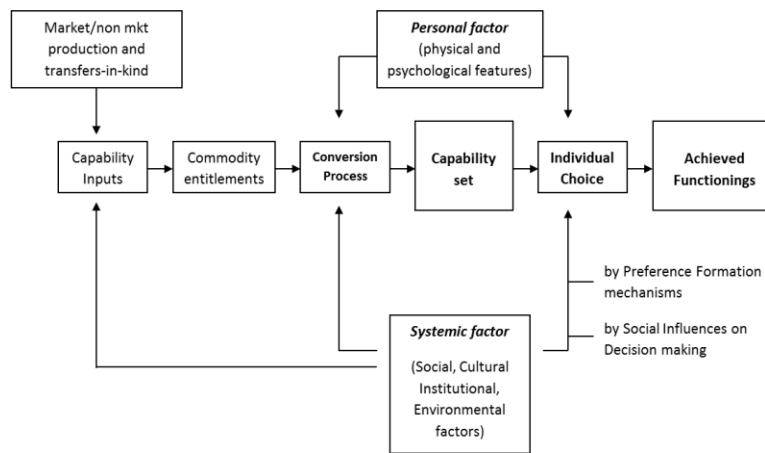 Market/non mkt
production and
transfers-in-kind
Personal factor
(physical and
psychological features)
Capability
Inputs
Commodity
entitlements
Conversion
Process
Capability
set
Individual
Choice
Achieved
Functionings
by Preference Formation
mechanisms
by Social Influences on
Decision making
Systemic factor
(Social, Cultural
Institutional,
Environmental
factors)